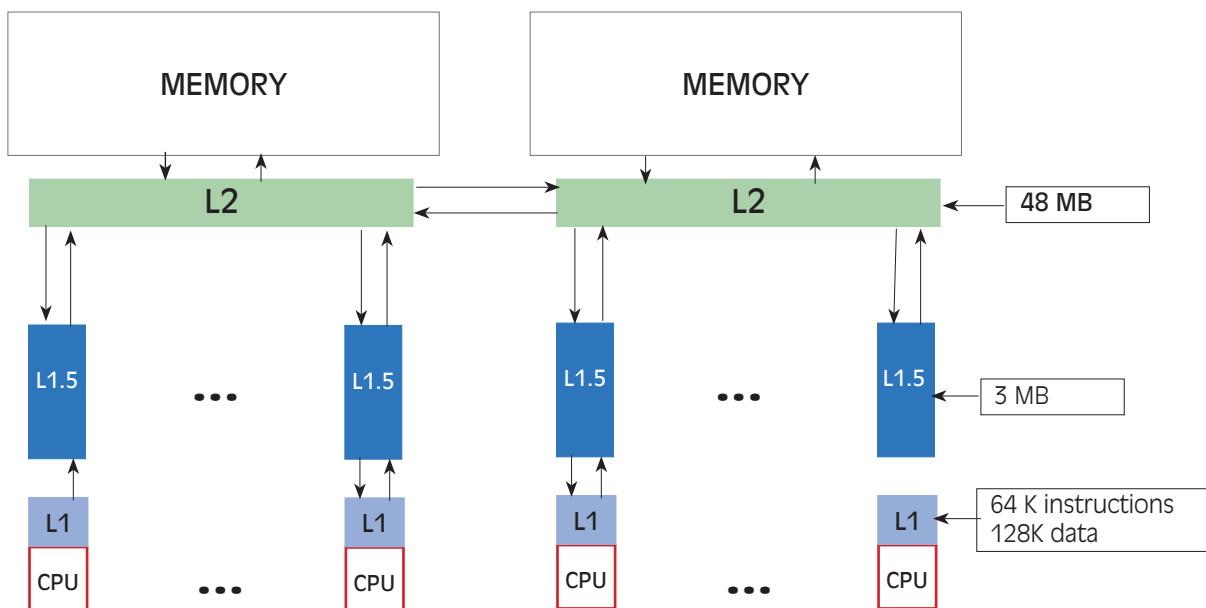 MEMORY
MEMORY
L2
L2
48 MB
L1.5
L1.5
L1.5
L1.5
...
...
3 MB
L1
L1
L1
L1
64 K instructions
128K data
CPU
CPU
CPU
CPU
...
...